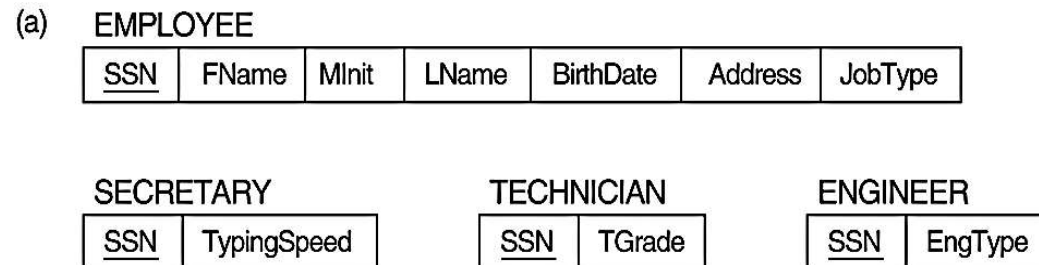 (a) EMPLOYEE
SSN FName MInit LName BirthDate Address JobType
SECRETARY TECHNICIAN ENGINEER
SSN TypingSpeed SSN TGrade SSN EngType